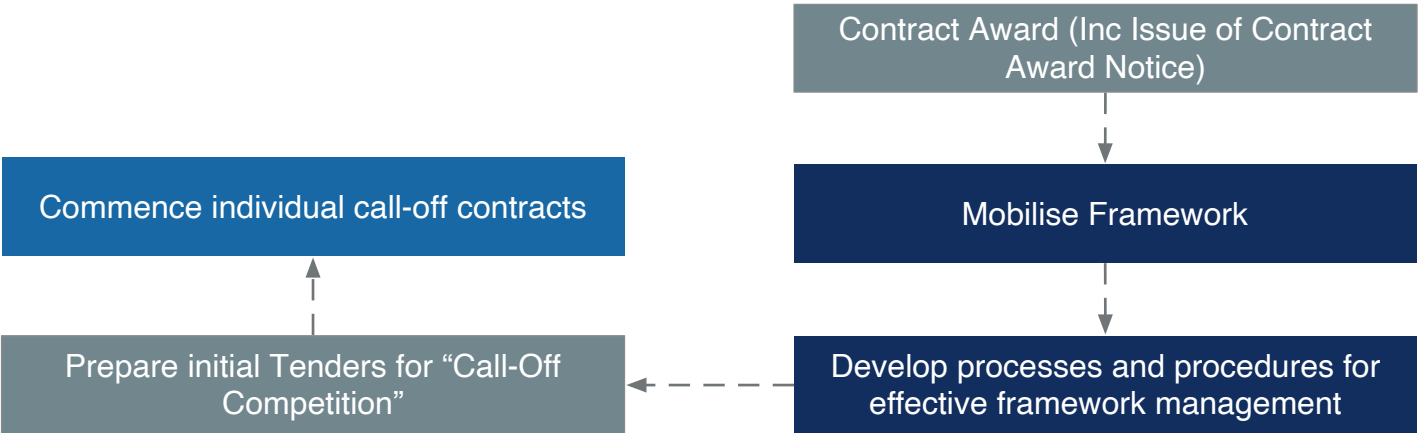 Contract Award (Inc Issue of Contract
Award Notice)
Mobilise Framework
Develop processes and procedures for
effective framework management
Prepare initial Tenders for “Call-Off
Competition”
Commence individual call-off contracts